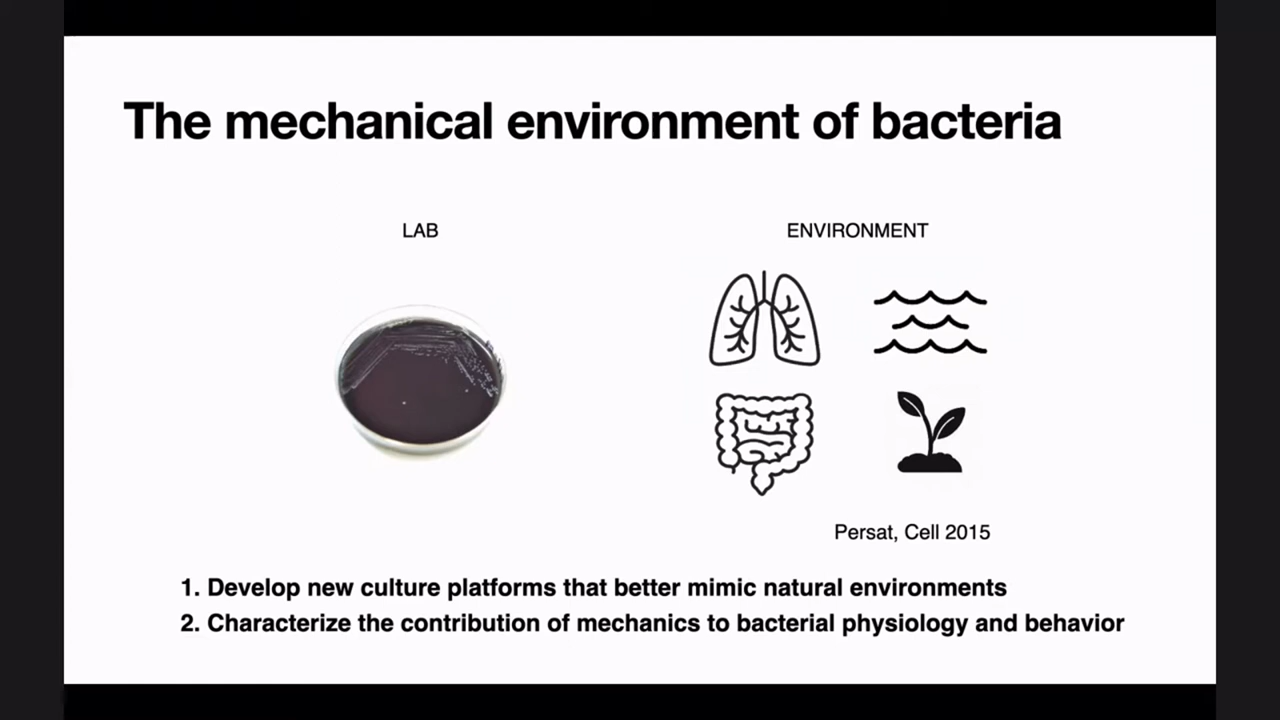 The mechanical environment of bacteria
LAB
ENVIRONMENT
Persat, Cell 2015
1. Develop new culture platforms that better mimic natural environments
2. Characterize the contribution of mechanics to bacterial physiology and behavior